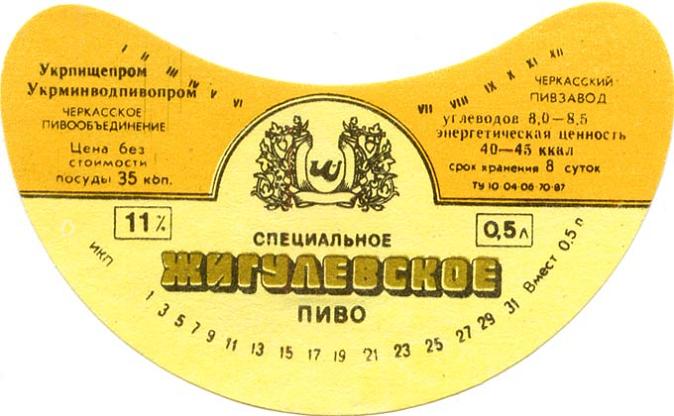 I II III IV V VI
VII VIII IX X XI XII
Укрпищепром
Укрминводпивопром
ЧЕРКАССКОЕ
ПИВООБЪЕДИНЕНИЕ
Цена без
стоимости
посуды 35 коп.
ЧЕРКАССКИЙ
ПИВЗАВОД
углеводов 8,0—8,5
энергетическая ценность
40—45 ккал
срок хранения 8 суток
ТУ 10·04·06·70·87
11%
0,5л
СПЕЦИАЛЬНОЕ
ЖИГУЛЕВСКОЕ
ПИВО
1 3 5 7 9 11 13 15 17 19 21 23 25 27 29 31 Вмест 0,5 л